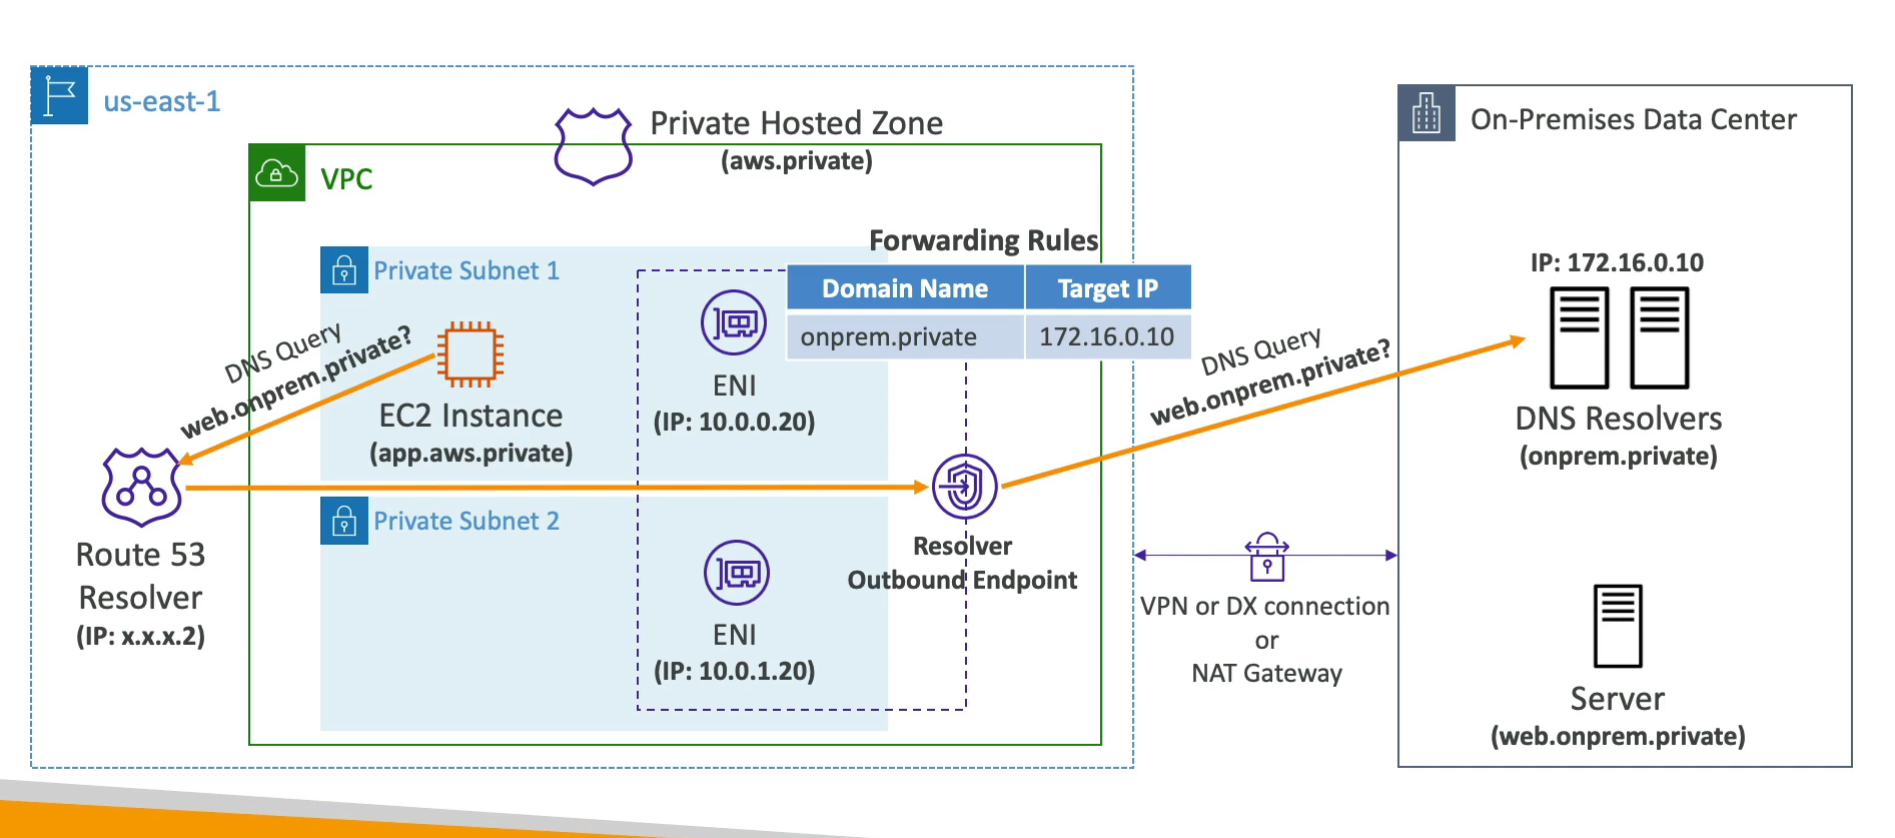 us-east-1
Private Hosted Zone
(aws.private)
On-Premises Data Center
VPC
Forwarding Rules
Domain Name Target IP
onprem.private 172.16.0.10
Private Subnet 1
DNS Query
web.onprem.private?
EC2 Instance
(app.aws.private)
ENI
(IP: 10.0.0.20)
DNS Query
web.onprem.private?
IP: 172.16.0.10
DNS Resolvers
(onprem.private)
Route 53
Resolver
(IP: x.x.x.2)
Private Subnet 2
ENI
(IP: 10.0.1.20)
Resolver
Outbound Endpoint
VPN or DX connection
or
NAT Gateway
Server
(web.onprem.private)